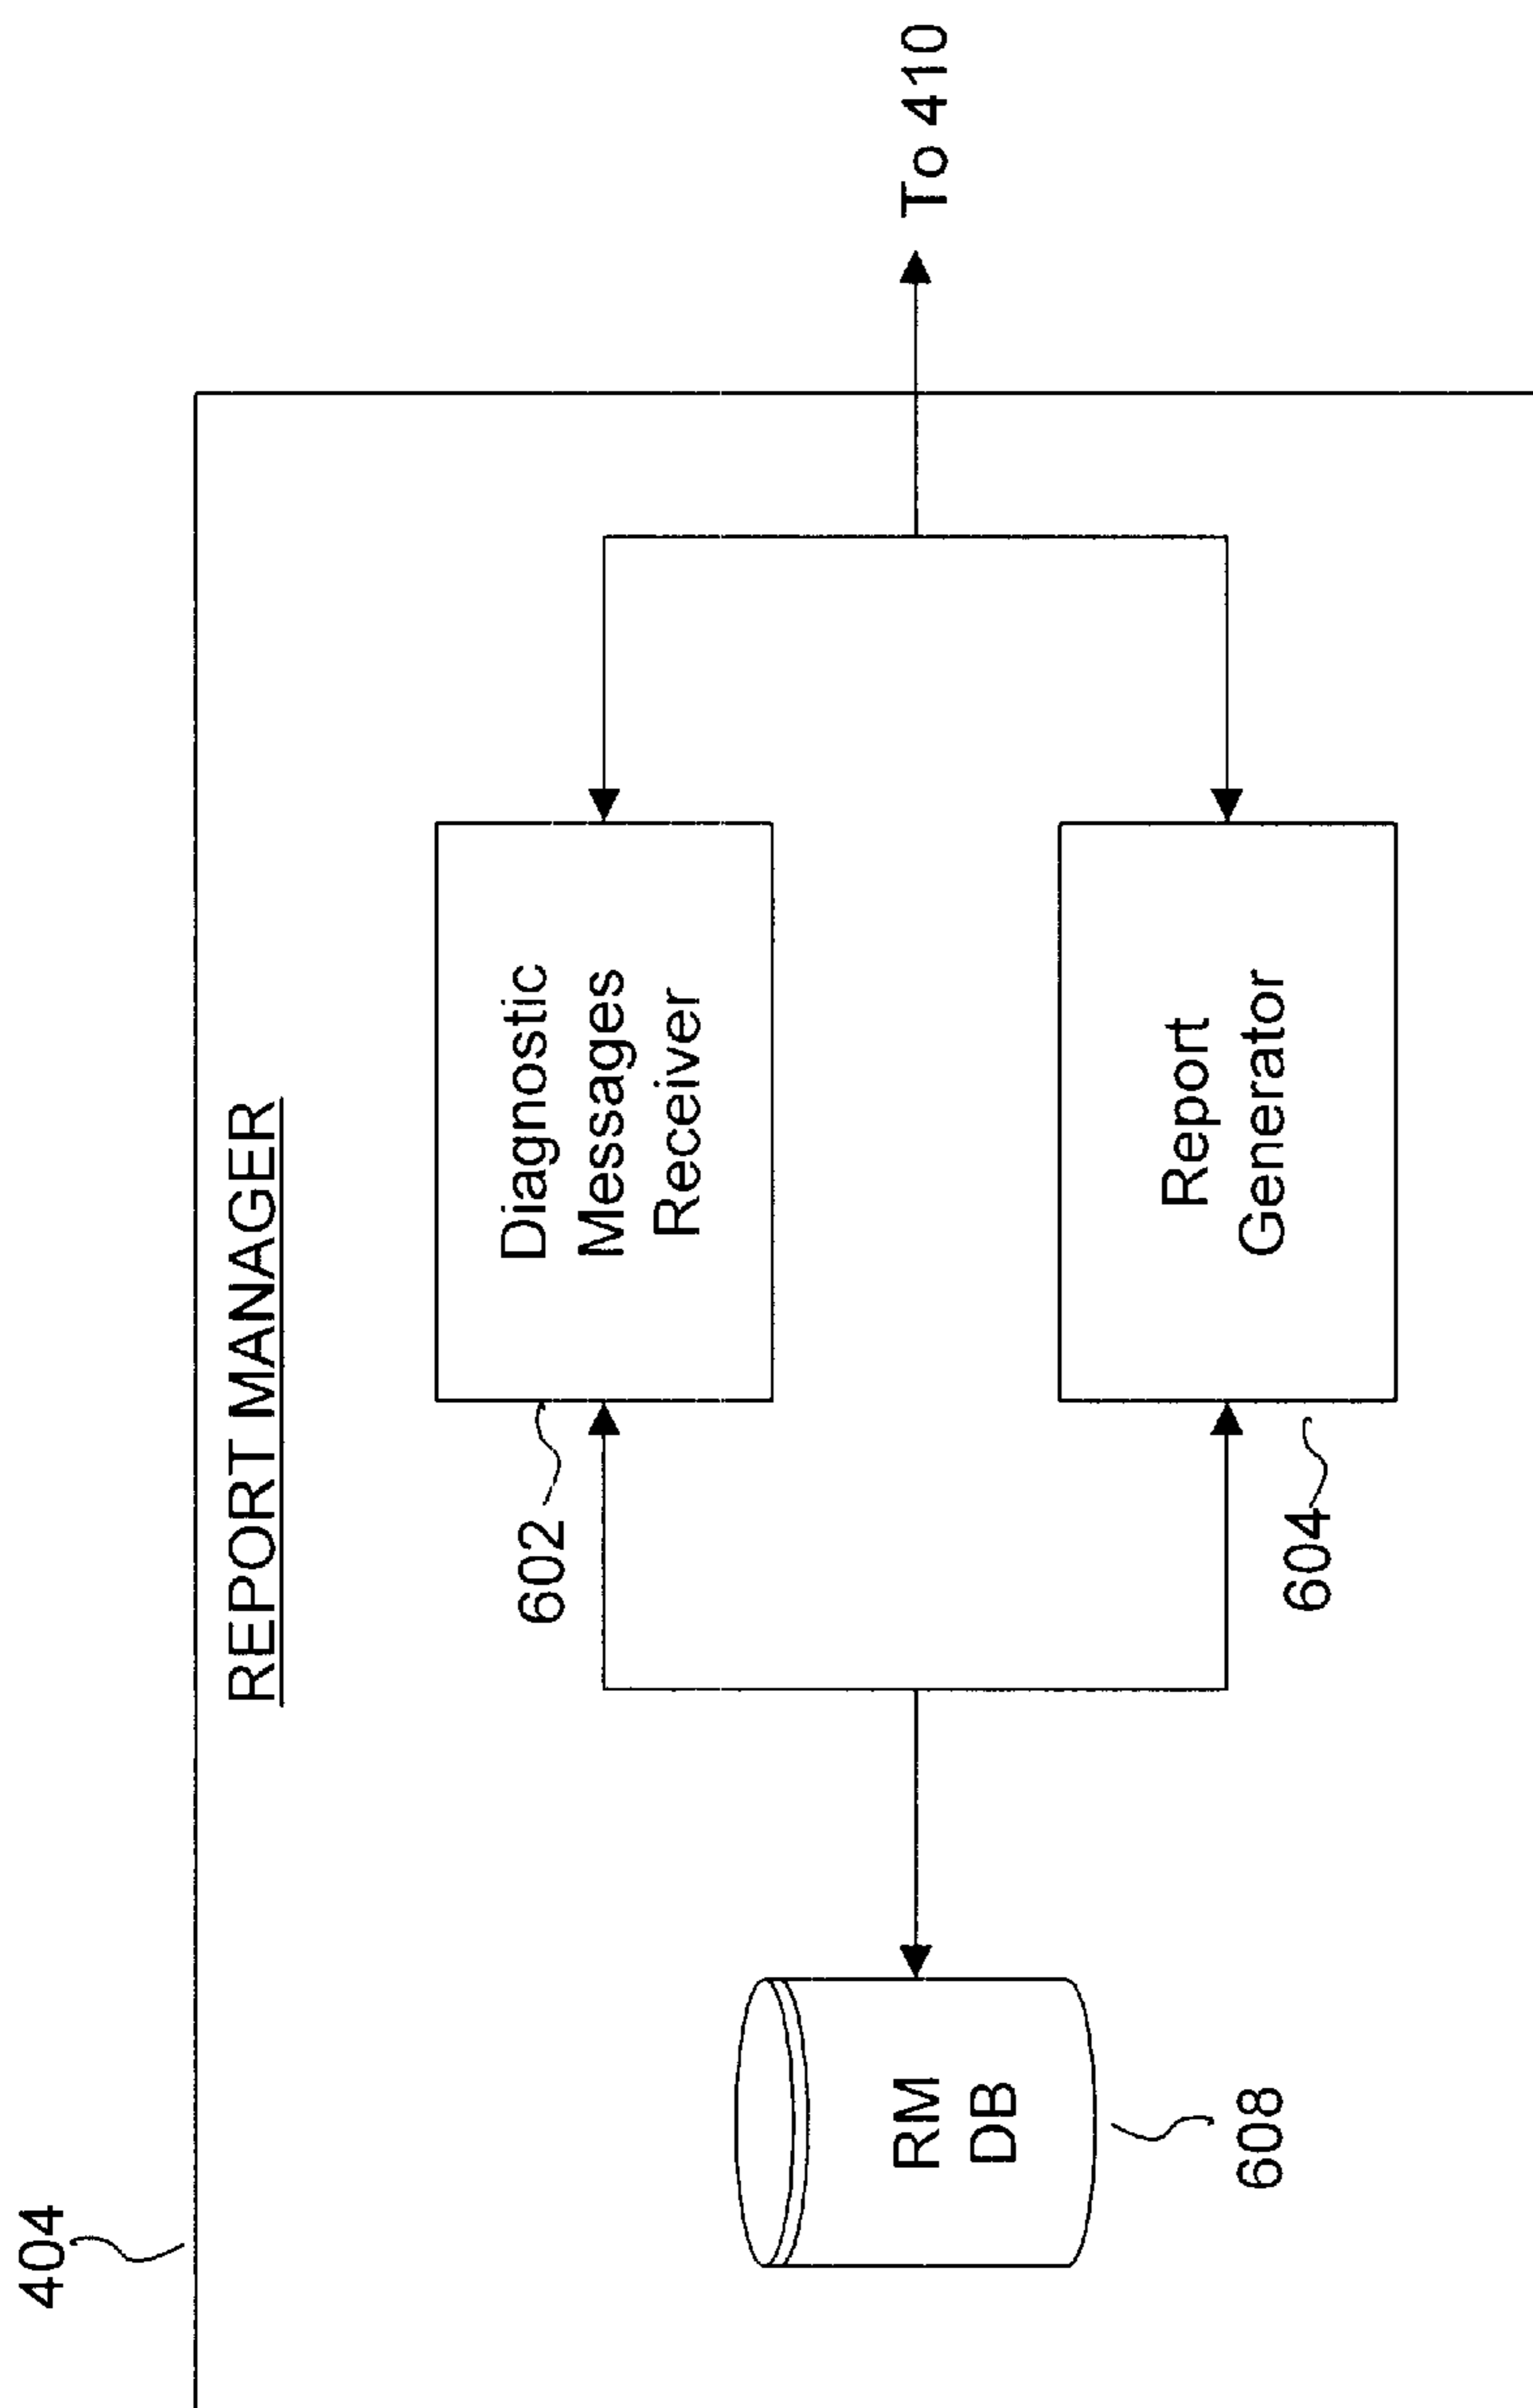 404
REPORT MANAGER
Diagnostic
Messages
Receiver
602
To 410
RM
DB
608
Report
Generator
604